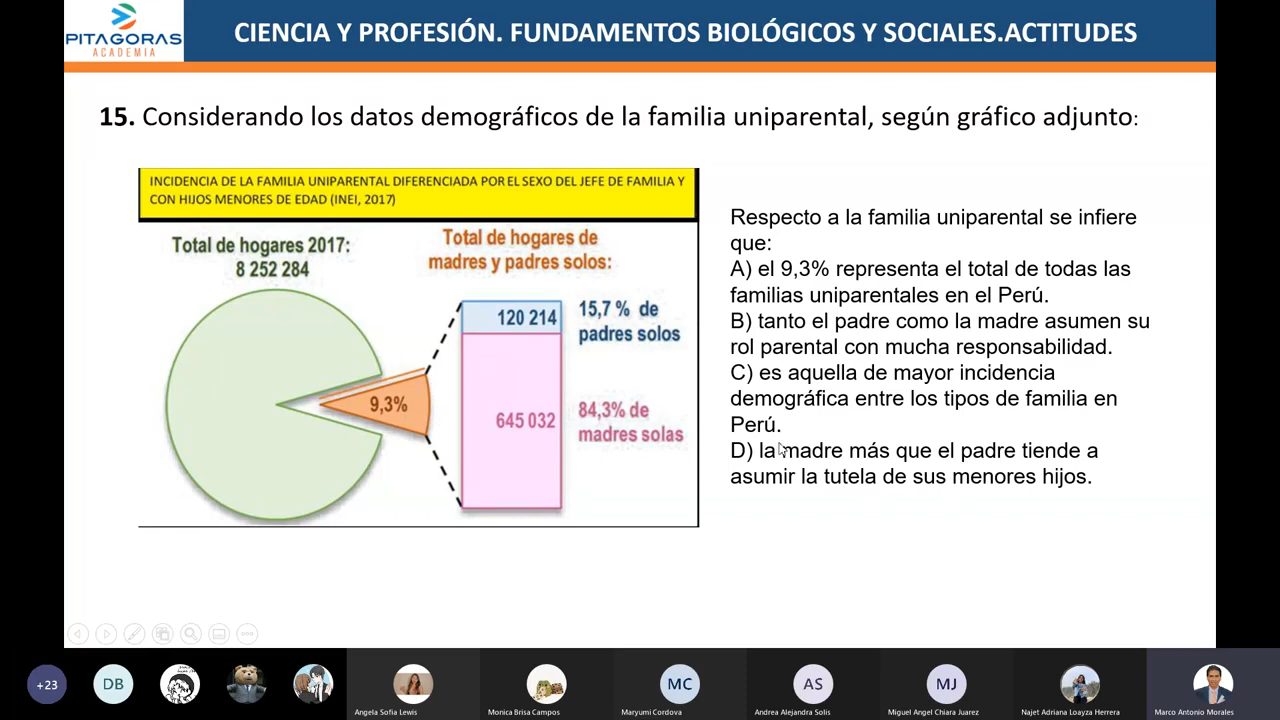 PITAGORAS
ACADEMIA
CIENCIA Y PROFESIÓN. FUNDAMENTOS BIOLÓGICOS Y SOCIALES.ACTITUDES
15. Considerando los datos demográficos de la familia uniparental, según gráfico adjunto:
INCIDENCIA DE LA FAMILIA UNIPARENTAL DIFERENCIADA POR EL SEXO DEL JEFE DE FAMILIA Y
CON HIJOS MENORES DE EDAD (INEI, 2017)
Total de hogares 2017:
8 252 284
Total de hogares de
madres y padres solos:
9,3%
120 214
15,7 % de
padres solos
645 032
84,3% de
madres solas
Respecto a la familia uniparental se infiere
que:
A) el 9,3% representa el total de todas las
familias uniparentales en el Perú.
B) tanto el padre como la madre asumen su
rol parental con mucha responsabilidad.
C) es aquella de mayor incidencia
demográfica entre los tipos de familia en
Perú.
D) la madre más que el padre tiende a
asumir la tutela de sus menores hijos.
+23
DB
MC
AS
MJ
Angela Sofia Lewis
Monica Brisa Campos
Maryumi Cordova
Andrea Alejandra Solis
Miguel Angel Chiara Juarez
Najet Adriana Loayza Herrera
Marco Antonio Morales